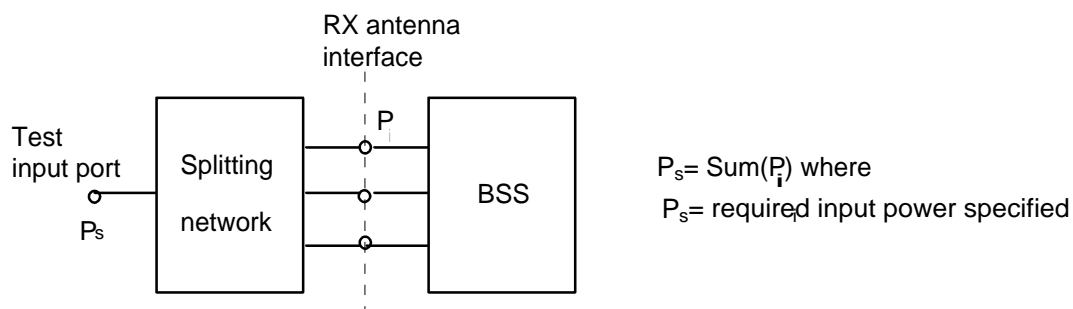 RX antenna
interface
Pi
Test
input port
Ps
Splitting
network
BSS
Ps= Sum(Pi) where
Ps= required input power specified